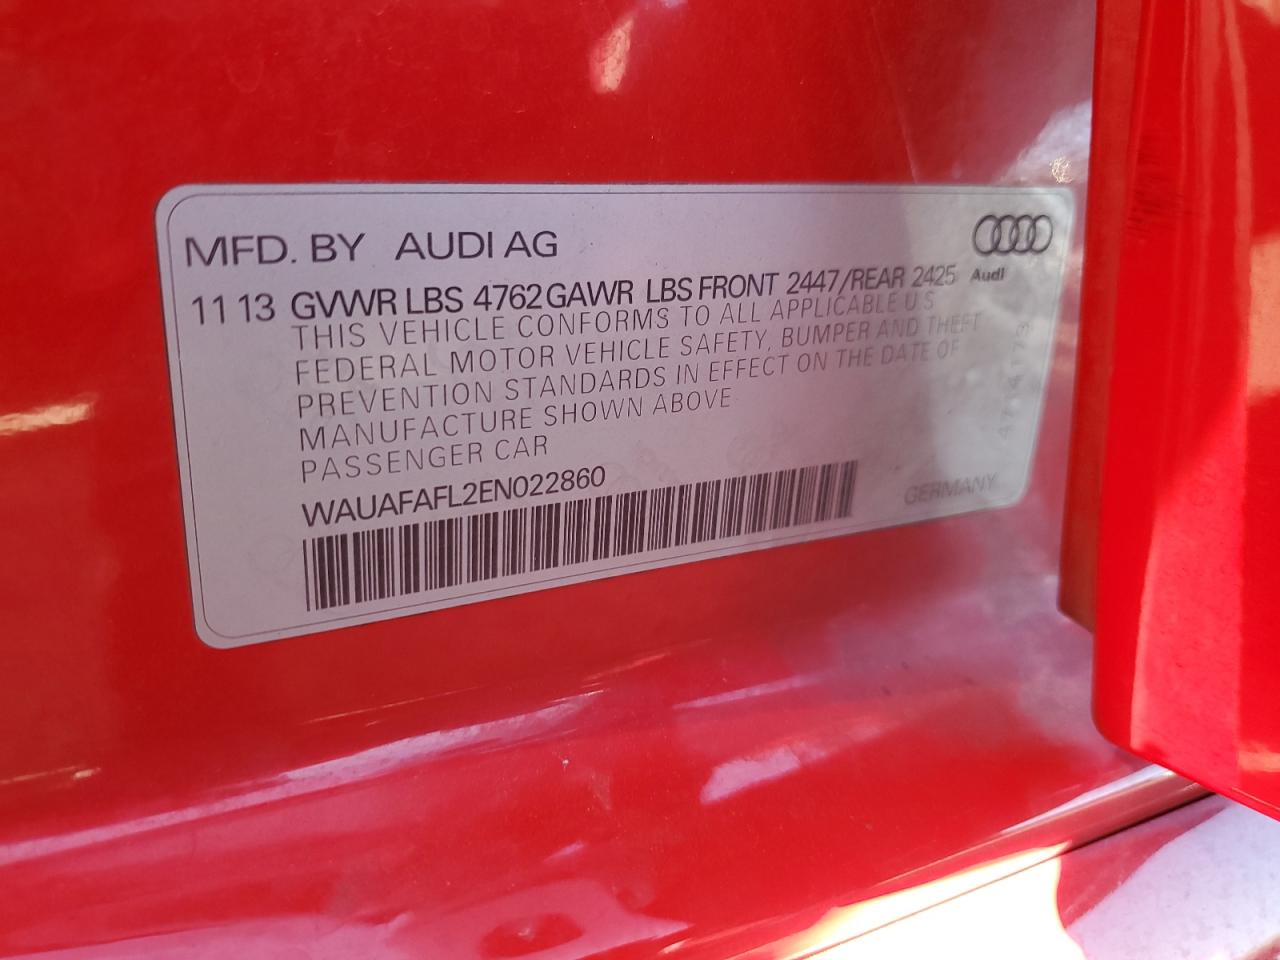 MFD. BY AUDI AG
Audi
11 13 GVWR LBS 4762 GAWR LBS FRONT 2447/REAR 2425
THIS VEHICLE CONFORMS TO ALL APPLICABLE U.S
FEDERAL MOTOR VEHICLE SAFETY, BUMPER AND THEFT
PREVENTION STANDARDS IN EFFECT ON THE DATE OF
MANUFACTURE SHOWN ABOVE
PASSENGER CAR
WAUAFAFL2EN022860
GERMANY